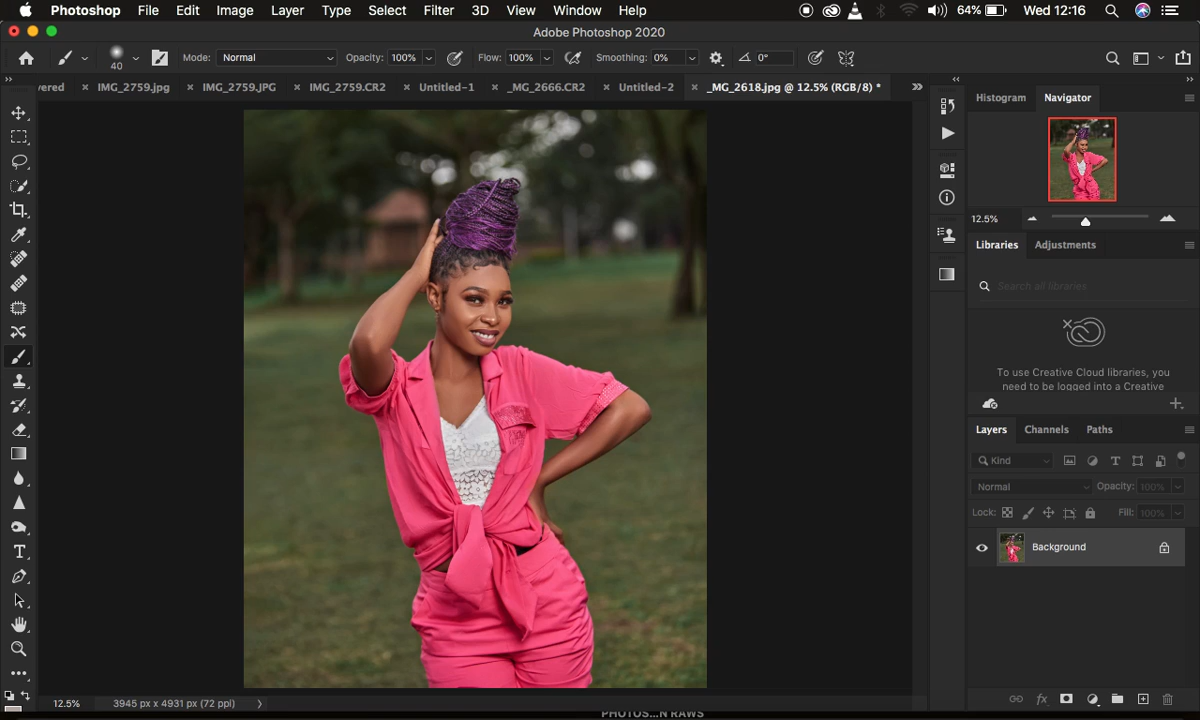 Photoshop File Edit Image Layer Type Select Filter 3D View Window Help 64% Wed 12:16
Adobe Photoshop 2020
40 Mode: Normal Opacity: 100% Flow: 100% Smoothing: 0% 0°
vered × IMG_2759.jpg × IMG_2759.JPG × IMG_2759.CR2 × Untitled-1 × _MG_2666.CR2 × Untitled-2 × _MG_2618.jpg @ 12.5% (RGB/8) *
Histogram Navigator
12.5%
Libraries Adjustments
Search all libraries
To use Creative Cloud libraries, you
need to be logged into a Creative
Layers Channels Paths
Kind
Normal Opacity: 100%
Lock: Fill: 100%
Background
12.5% 3945 px x 4931 px (72 ppi)
PHOTOS...N RAWS